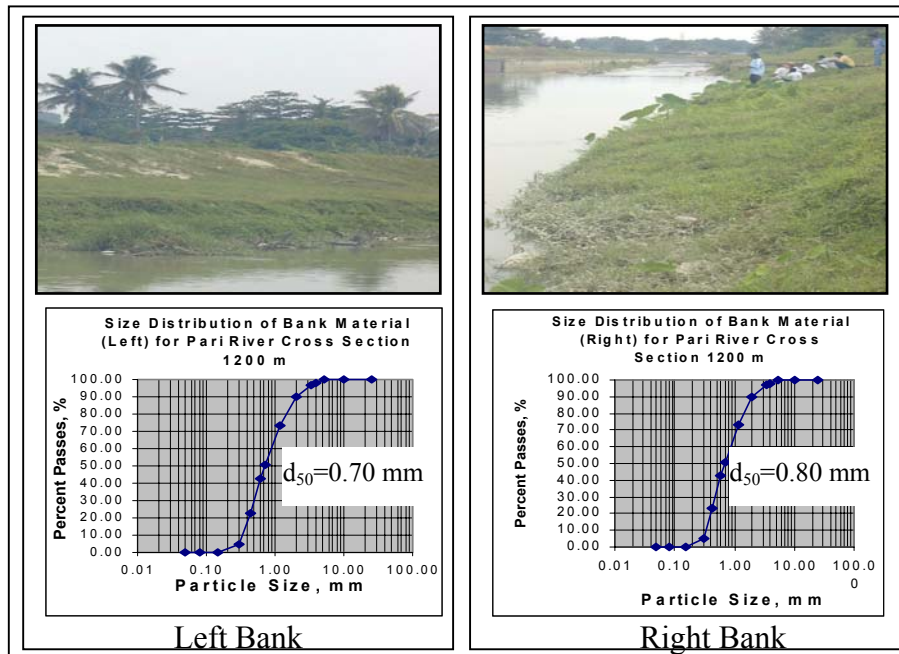 Size Distribution of Bank Material
(Left) for Pari River Cross Section
1200 m
100.00
90.00
80.00
70.00
60.00
50.00
40.00
30.00
20.00
10.00
0.00
Percent Passes, %
d50=0.70 mm
0.01 0.10 1.00 10.00 100.00
Particle Size, mm
Left Bank
Size Distribution of Bank Material
(Right) for Pari River Cross
Section 1200 m
100.00
90.00
80.00
70.00
60.00
50.00
40.00
30.00
20.00
10.00
0.00
Percent Passes, %
d50=0.80 mm
0.01 0.10 1.00 10.00 100.0
0
Particle Size, mm
Right Bank